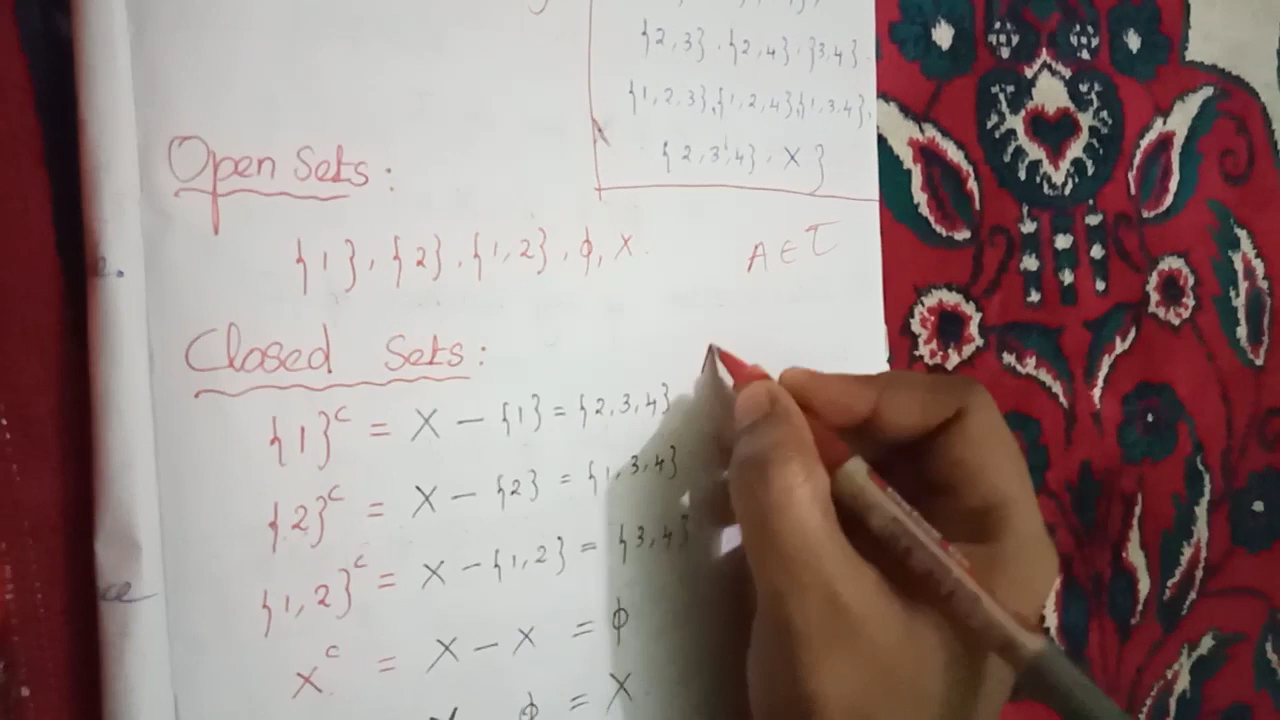 {2,3}, {2,4}, {3,4}.
{1,2,3}, {1,2,4}, {1,3,4},
{2,3,4}, X }
Open Sets:
{1}, {2}, {1,2}, ϕ, X.
A ∈ τ
Closed Sets:
{1}ᶜ = X − {1} = {2,3,4}
{2}ᶜ = X − {2} = {1,3,4}
{1,2}ᶜ = X − {1,2} = {3,4}
Xᶜ = X − X = ϕ
ϕ = X